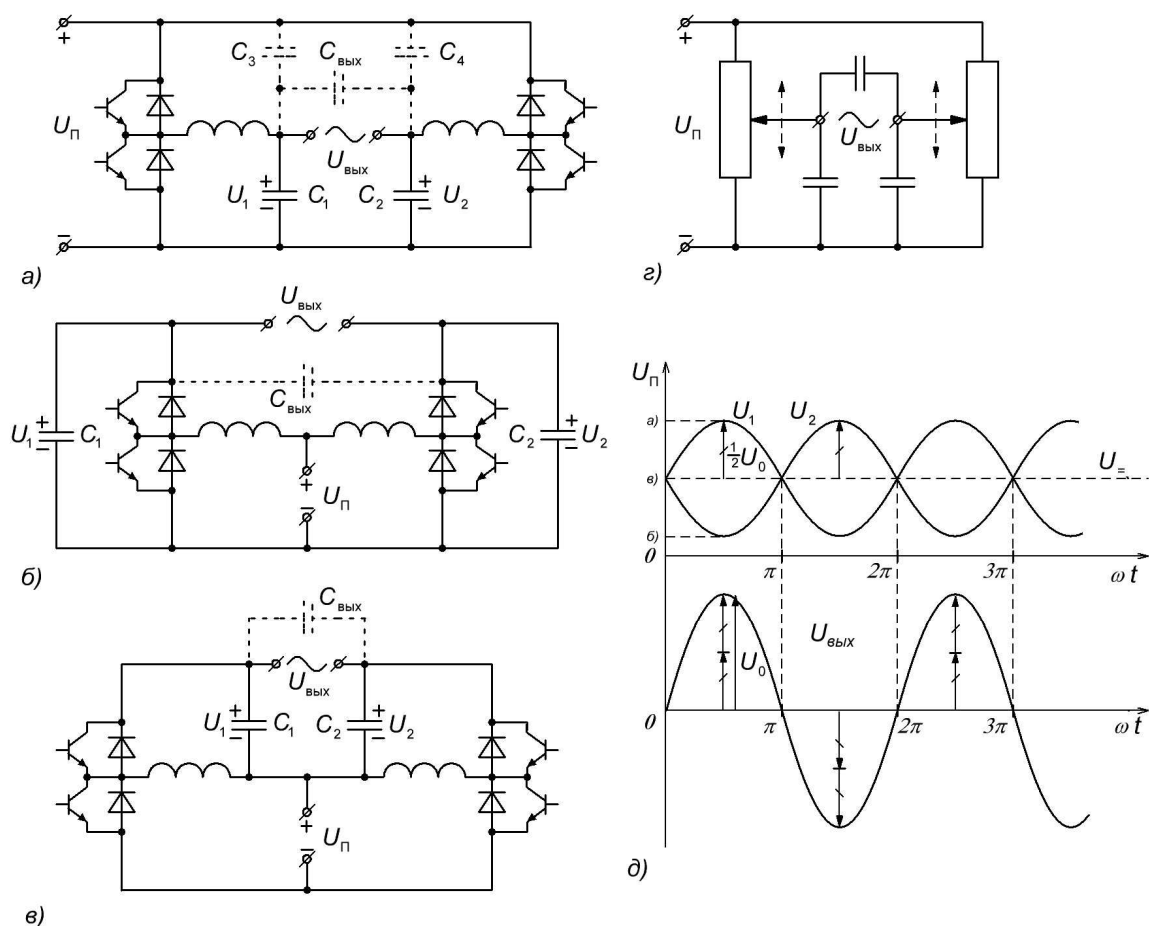 +
C₃
Cвых
C₄
Uп
Uвых
+
U₁
−
C₁
C₂
+
−
U₂
−
а)
+
Uп
Uвых
−
г)
Uвых
Cвых
U₁
+
−
C₁
C₂
+
−
U₂
+
−
Uп
б)
Cвых
Uвых
U₁
+
−
C₁
C₂
+
−
U₂
+
−
Uп
в)
Uп
а)
U₁
U₂
½U₀
в)
U₌
б)
0
π
2π
3π
ωt
Uвых
U₀
0
π
2π
3π
ωt
д)